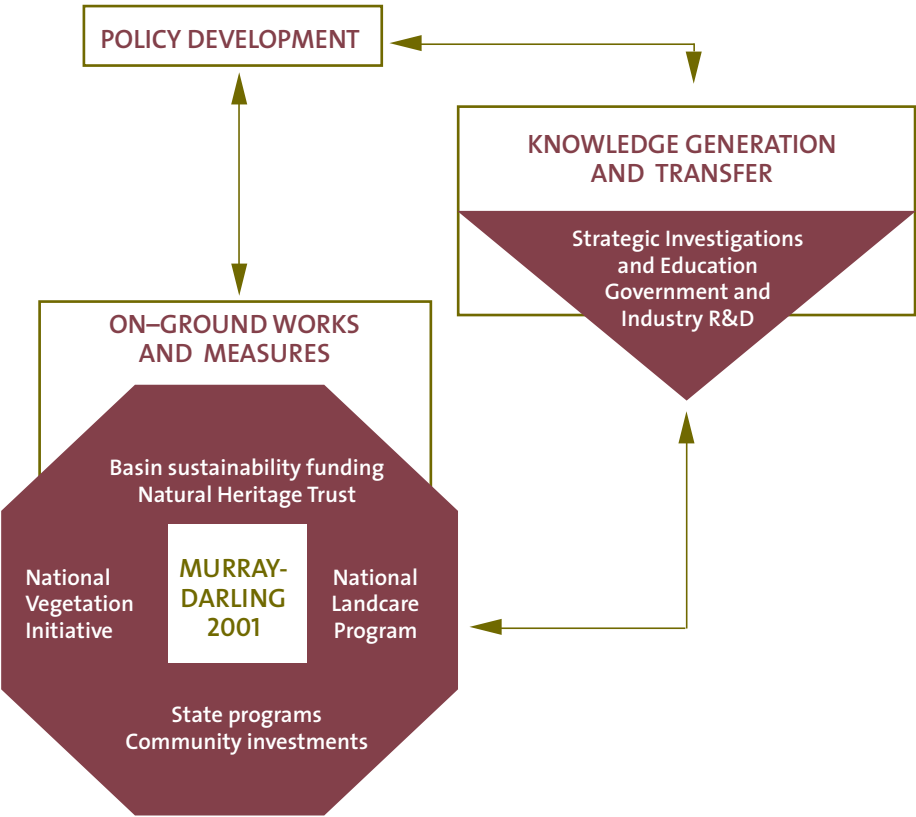 POLICY DEVELOPMENT
KNOWLEDGE GENERATION
AND TRANSFER
Strategic Investigations
and Education
Government and
Industry R&D
ON–GROUND WORKS
AND MEASURES
Basin sustainability funding
Natural Heritage Trust
National
Vegetation
Initiative
MURRAY-
DARLING
2001
National
Landcare
Program
State programs
Community investments